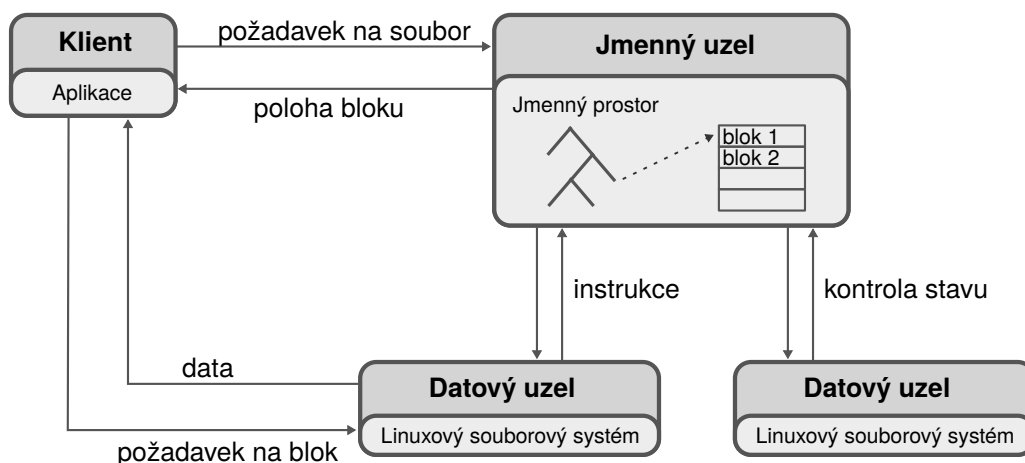 Klient
požadavek na soubor
Jmenný uzel
Aplikace
poloha bloku
Jmenný prostor
blok 1
blok 2
instrukce
kontrola stavu
data
Datový uzel
Datový uzel
Linuxový souborový systém
Linuxový souborový systém
požadavek na blok